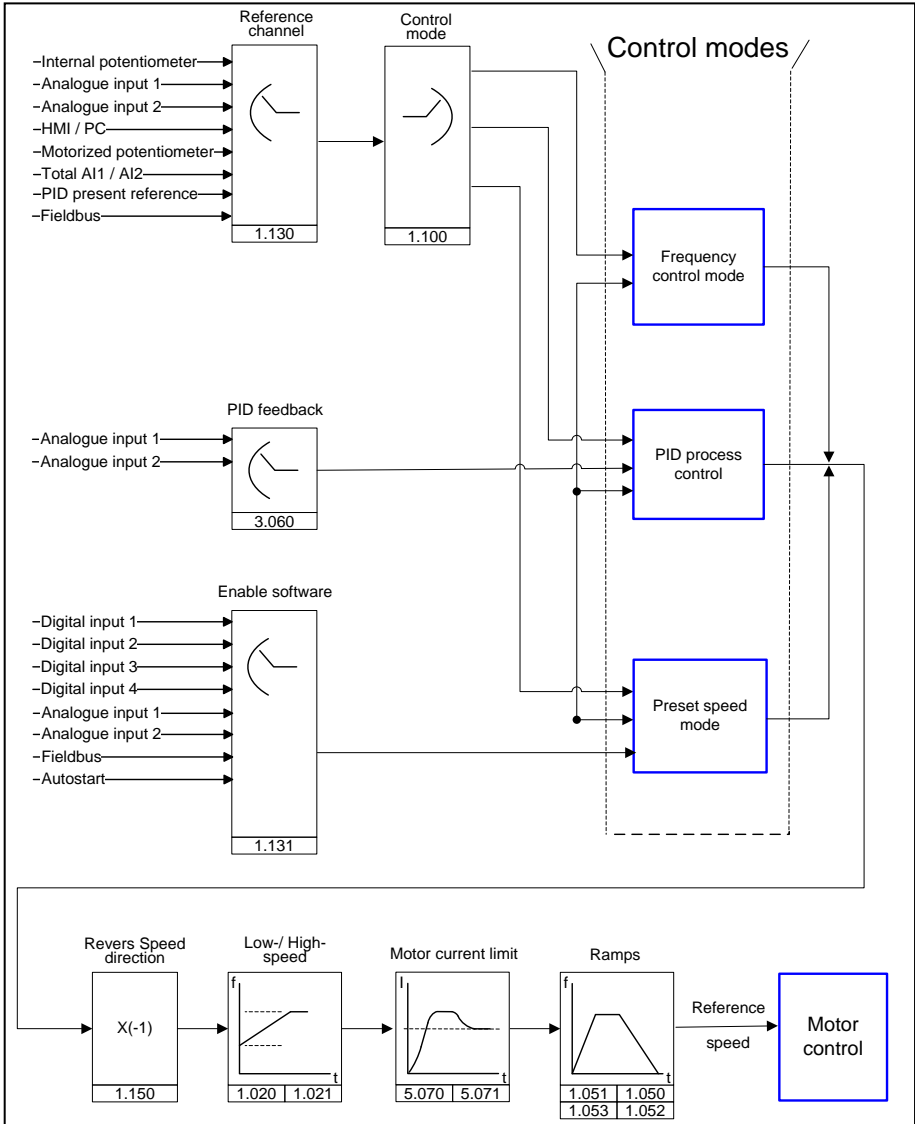 Reference
channel
Control
mode
Control modes
Internal potentiometer
Analogue input 1
Analogue input 2
HMI / PC
Motorized potentiometer
Total AI1 / AI2
PID present reference
Fieldbus
1.130
1.100
Frequency
control mode
PID feedback
Analogue input 1
Analogue input 2
3.060
PID process
control
Enable software
Digital input 1
Digital input 2
Digital input 3
Digital input 4
Analogue input 1
Analogue input 2
Fieldbus
Autostart
1.131
Preset speed
mode
Revers Speed
direction
X(-1)
1.150
Low-/ High-
speed
f
t
1.020 1.021
Motor current limit
I
t
5.070 5.071
Ramps
f
t
1.051 1.050
1.053 1.052
Reference
speed
Motor
control